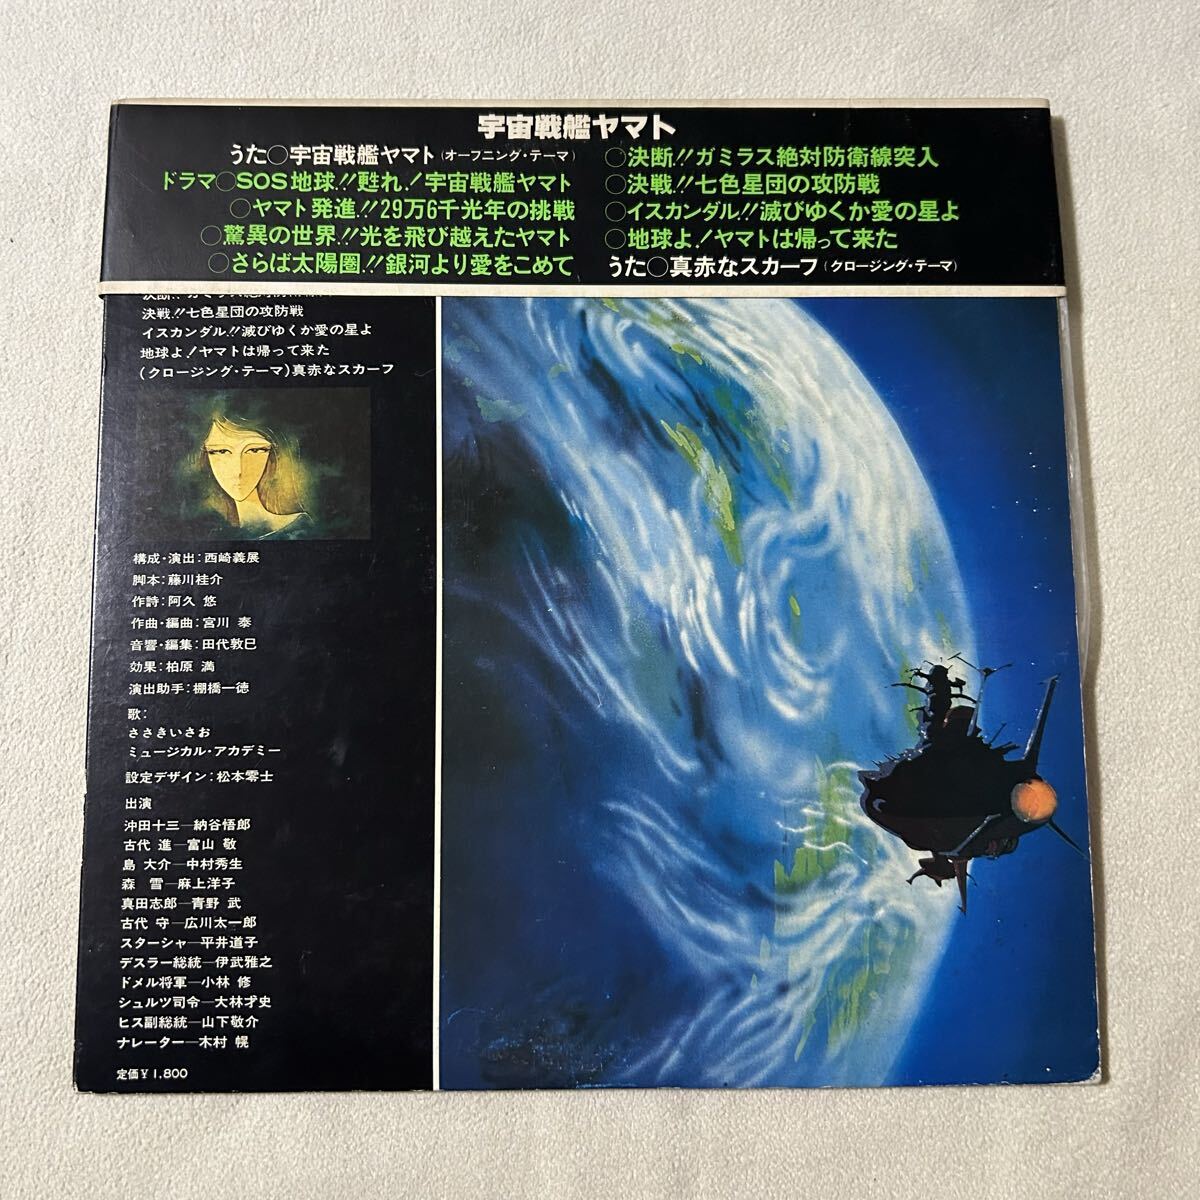 宇宙戦艦ヤマト
うた○宇宙戦艦ヤマト(オープニング・テーマ)
ドラマ○SOS地球!!甦れ!宇宙戦艦ヤマト
○ヤマト発進!!29万6千光年の挑戦
○驚異の世界!!光を飛び越えたヤマト
○さらば太陽圏!!銀河より愛をこめて
○決断!!ガミラス絶対防衛線突入
○決戦!!七色星団の攻防戦
○イスカンダル!!滅びゆくか愛の星よ
○地球よ!ヤマトは帰って来た
うた○真赤なスカーフ(クロージング・テーマ)
決断!!ガミラス絶対防衛線突入
決戦!!七色星団の攻防戦
イスカンダル!!滅びゆくか愛の星よ
地球よ!ヤマトは帰って来た
(クロージング・テーマ)真赤なスカーフ
構成・演出:西崎義展
脚本:藤川桂介
作詩:阿久 悠
作曲・編曲:宮川 泰
音響・編集:田代敦巳
効果:柏原 満
演出助手:棚橋一徳
歌:
ささきいさお
ミュージカル・アカデミー
設定デザイン:松本零士
出演
沖田十三—納谷悟郎
古代 進—富山 敬
島 大介—中村秀生
森 雪—麻上洋子
真田志郎—青野 武
古代 守—広川太一郎
スターシャ—平井道子
デスラー総統—伊武雅之
ドメル将軍—小林 修
シュルツ司令—大林才史
ヒス副総統—山下敬介
ナレーター—木村 幌
定価¥1,800